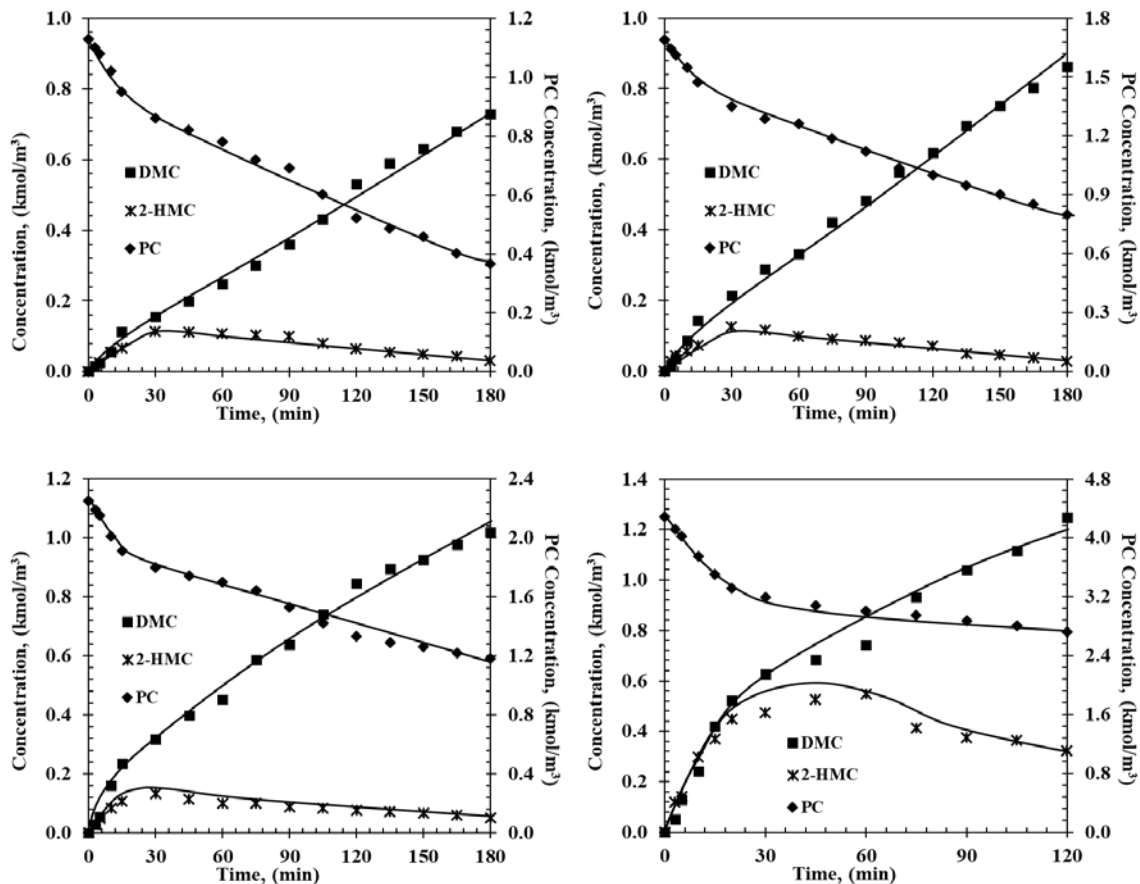 1.0
0.8
0.6
0.4
0.2
0.0
Concentration, (kmol/m³)
DMC
2-HMC
PC
1.2
1.0
0.8
0.6
0.4
0.2
0.0
PC Concentration, (kmol/m³)
0 30 60 90 120 150 180
Time, (min)
1.0
0.8
0.6
0.4
0.2
0.0
Concentration, (kmol/m³)
DMC
2-HMC
PC
1.8
1.5
1.2
0.9
0.6
0.3
0.0
PC Concentration, (kmol/m³)
0 30 60 90 120 150 180
Time, (min)
1.2
1.0
0.8
0.6
0.4
0.2
0.0
Concentration, (kmol/m³)
DMC
2-HMC
PC
2.4
2.0
1.6
1.2
0.8
0.4
0.0
PC Concentration, (kmol/m³)
0 30 60 90 120 150 180
Time, (min)
1.4
1.2
1.0
0.8
0.6
0.4
0.2
0.0
Concentration, (kmol/m³)
DMC
2-HMC
PC
4.8
4.0
3.2
2.4
1.6
0.8
0.0
PC Concentration, (kmol/m³)
0 30 60 90 120
Time, (min)